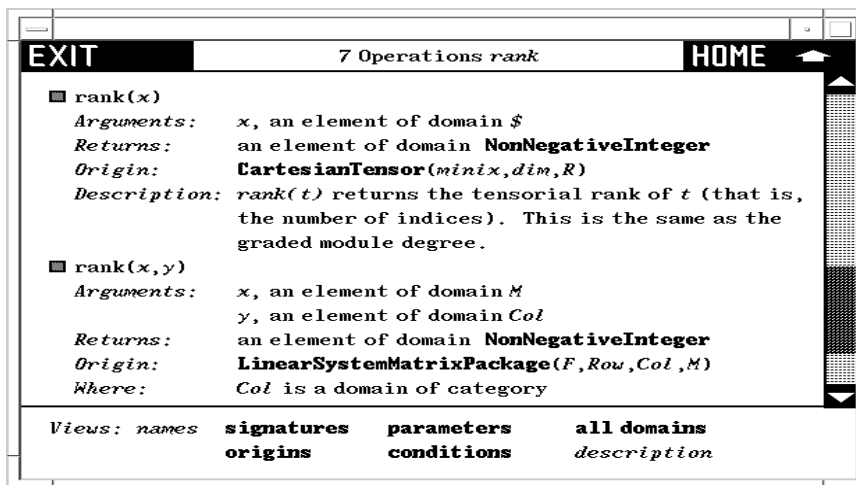 EXIT 7 Operations rank HOME
rank(x)
Arguments: x, an element of domain $
Returns: an element of domain NonNegativeInteger
Origin: CartesianTensor(minix,dim,R)
Description: rank(t) returns the tensorial rank of t (that is,
the number of indices). This is the same as the
graded module degree.
rank(x,y)
Arguments: x, an element of domain M
y, an element of domain Col
Returns: an element of domain NonNegativeInteger
Origin: LinearSystemMatrixPackage(F,Row,Col,M)
Where: Col is a domain of category
Views: names signatures parameters all domains
origins conditions description